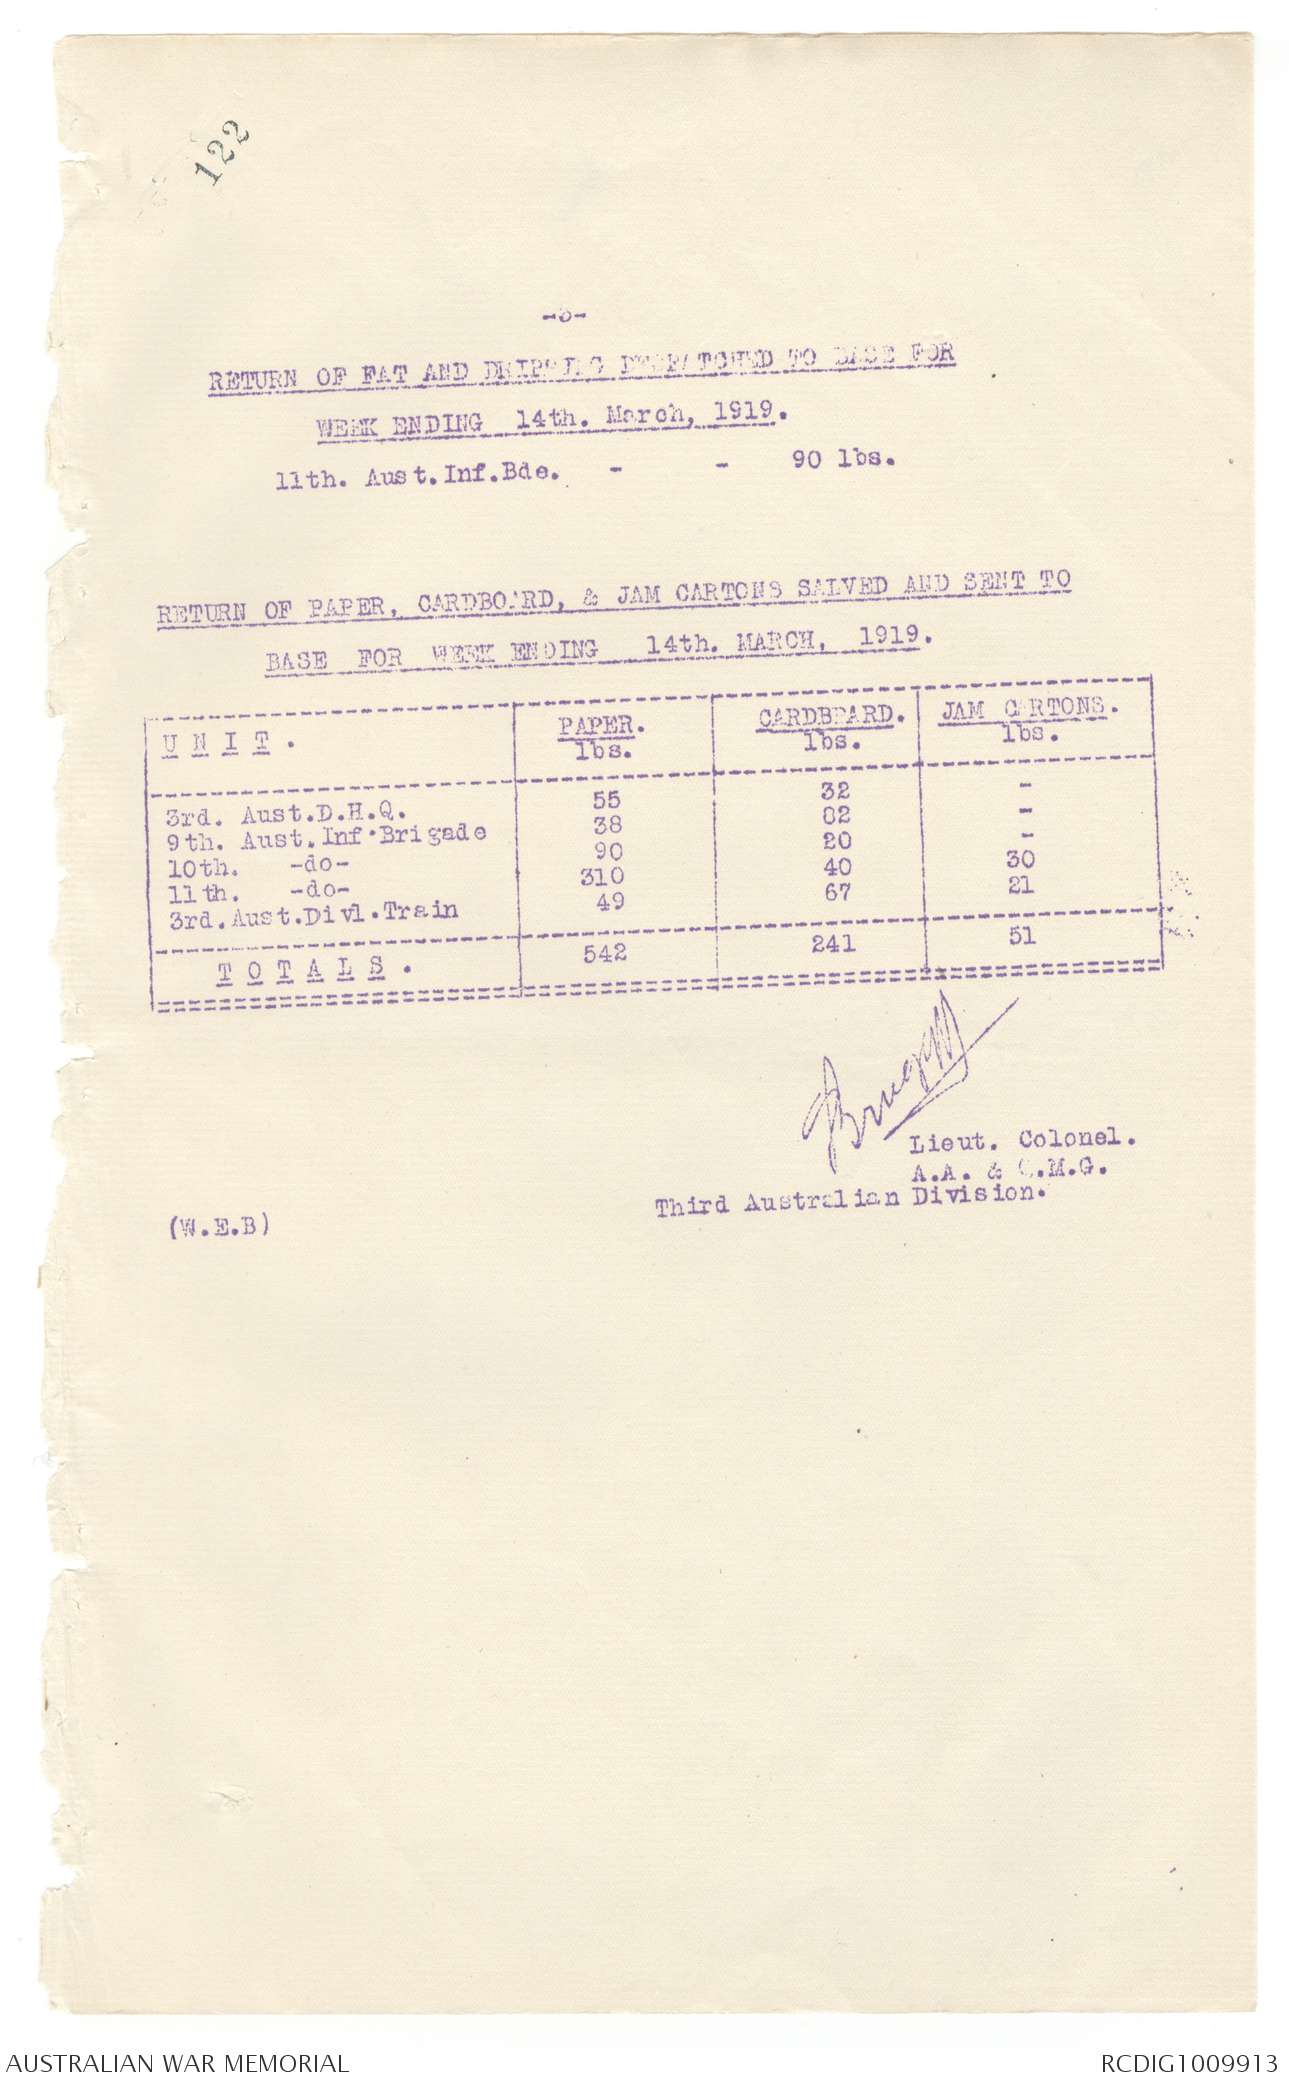 122
RETURN OF FAT AND DRIPPING DESPATCHED TO BASE FOR
WEEK ENDING 14th. March, 1919.
11th. Aust.Inf.Bde. - - 90 lbs.
RETURN OF PAPER, CARDBOARD, & JAM CARTONS SALVED AND SENT TO
BASE FOR WEEK ENDING 14th. MARCH, 1919.
UNIT. PAPER. CARDBPARD. JAM CARTONS.
lbs. lbs. lbs.
3rd. Aust.D.H.Q. 55 32 -
9th. Aust.Inf.Brigade 38 82 -
10th. -do- 90 20 -
11th. -do- 310 40 30
3rd.Aust.Divl.Train 49 67 21
TOTALS. 542 241 51
Lieut. Colonel.
A.A. & Q.M.G.
Third Australian Division.
(W.E.B)
AUSTRALIAN WAR MEMORIAL RCDIG1009913